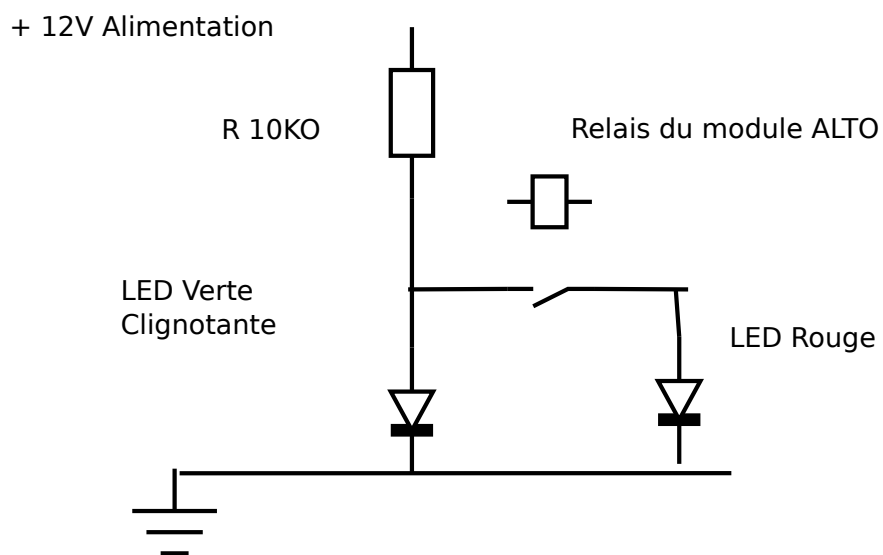 + 12V Alimentation
R 10KO
Relais du module ALTO
LED Verte
Clignotante
LED Rouge